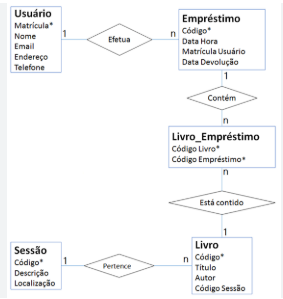 Usuário
Matrícula*
Nome
Email
Endereço
Telefone
1
Efetua
n
Empréstimo
Código*
Data Hora
Matrícula Usuário
Data Devolução
1
Contém
n
Livro_Empréstimo
Código Livro*
Código Empréstimo*
n
Está contido
1
Sessão
Código*
Descrição
Localização
1
Pertence
n
Livro
Código*
Título
Autor
Código Sessão